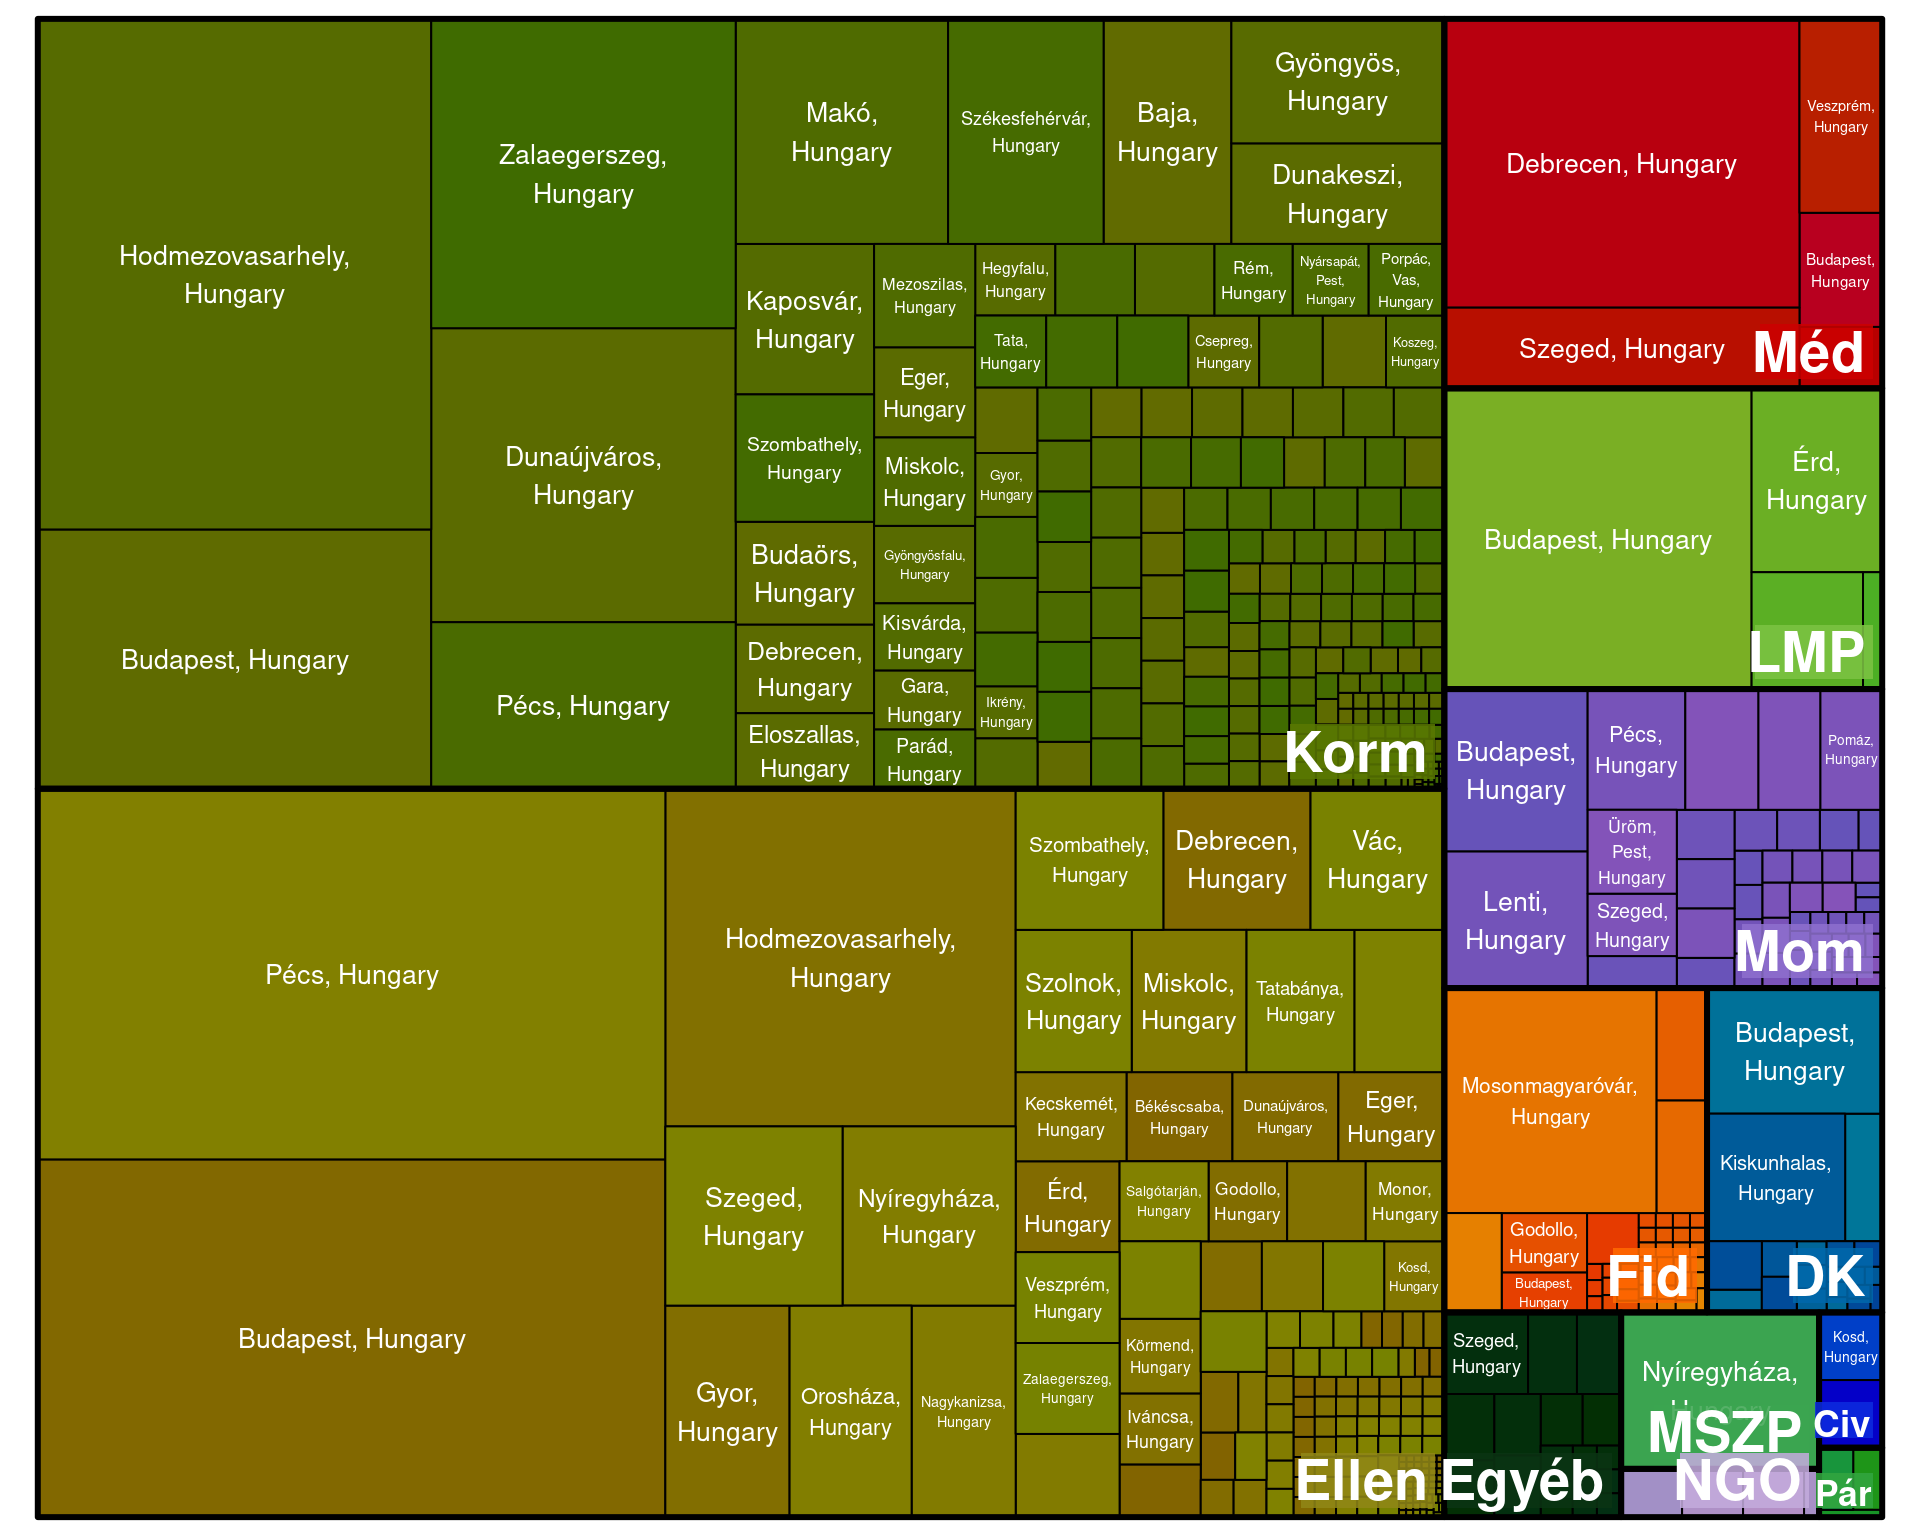 Hodmezovasarhely,
Hungary
Budapest, Hungary
Zalaegerszeg,
Hungary
Dunaújváros,
Hungary
Pécs, Hungary
Makó,
Hungary
Székesfehérvár,
Hungary
Baja,
Hungary
Gyöngyös,
Hungary
Dunakeszi,
Hungary
Kaposvár,
Hungary
Szombathely,
Hungary
Budaörs,
Hungary
Debrecen,
Hungary
Eloszallas,
Hungary
Mezoszilas,
Hungary
Eger,
Hungary
Miskolc,
Hungary
Gyöngyösfalu,
Hungary
Kisvárda,
Hungary
Gara,
Hungary
Parád,
Hungary
Hegyfalu,
Hungary
Rém,
Hungary
Nyársapát,
Pest,
Hungary
Porpác,
Vas,
Hungary
Tata,
Hungary
Csepreg,
Hungary
Koszeg,
Hungary
Gyor,
Hungary
Ikrény,
Hungary
Korm
Debrecen, Hungary
Veszprém,
Hungary
Budapest,
Hungary
Szeged, Hungary
Méd
Budapest, Hungary
Érd,
Hungary
LMP
Budapest,
Hungary
Lenti,
Hungary
Pécs,
Hungary
Pomáz,
Hungary
Üröm,
Pest,
Hungary
Szeged,
Hungary
Mom
Pécs, Hungary
Budapest, Hungary
Hodmezovasarhely,
Hungary
Szeged,
Hungary
Nyíregyháza,
Hungary
Gyor,
Hungary
Orosháza,
Hungary
Nagykanizsa,
Hungary
Szombathely,
Hungary
Debrecen,
Hungary
Vác,
Hungary
Szolnok,
Hungary
Miskolc,
Hungary
Tatabánya,
Hungary
Kecskemét,
Hungary
Békéscsaba,
Hungary
Dunaújváros,
Hungary
Eger,
Hungary
Érd,
Hungary
Salgótarján,
Hungary
Godollo,
Hungary
Monor,
Hungary
Veszprém,
Hungary
Kosd,
Hungary
Zalaegerszeg,
Hungary
Körmend,
Hungary
Iváncsa,
Hungary
Ellen
Mosonmagyaróvár,
Hungary
Godollo,
Hungary
Budapest,
Hungary
Fid
Budapest,
Hungary
Kiskunhalas,
Hungary
DK
Szeged,
Hungary
Egyéb
Nyíregyháza,
Hungary
MSZP
NGO
Kosd,
Hungary
Civ
Pár